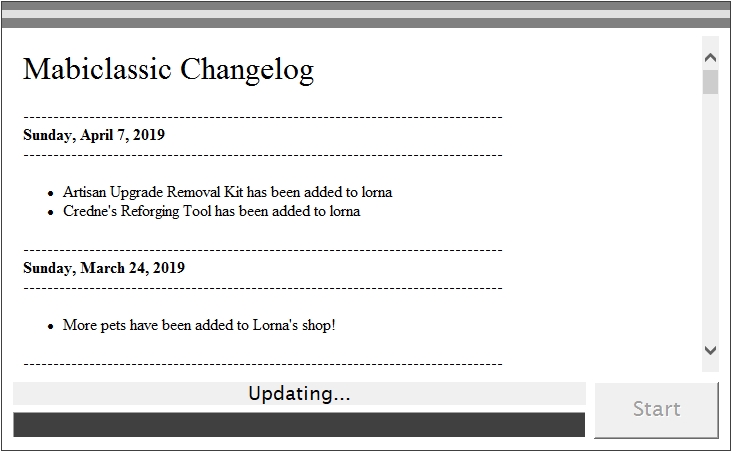 Mabiclassic Changelog
--------------------------------------------------------------------------------
Sunday, April 7, 2019
--------------------------------------------------------------------------------
• Artisan Upgrade Removal Kit has been added to lorna
• Credne's Reforging Tool has been added to lorna
--------------------------------------------------------------------------------
Sunday, March 24, 2019
--------------------------------------------------------------------------------
• More pets have been added to Lorna's shop!
--------------------------------------------------------------------------------
Updating...
Start